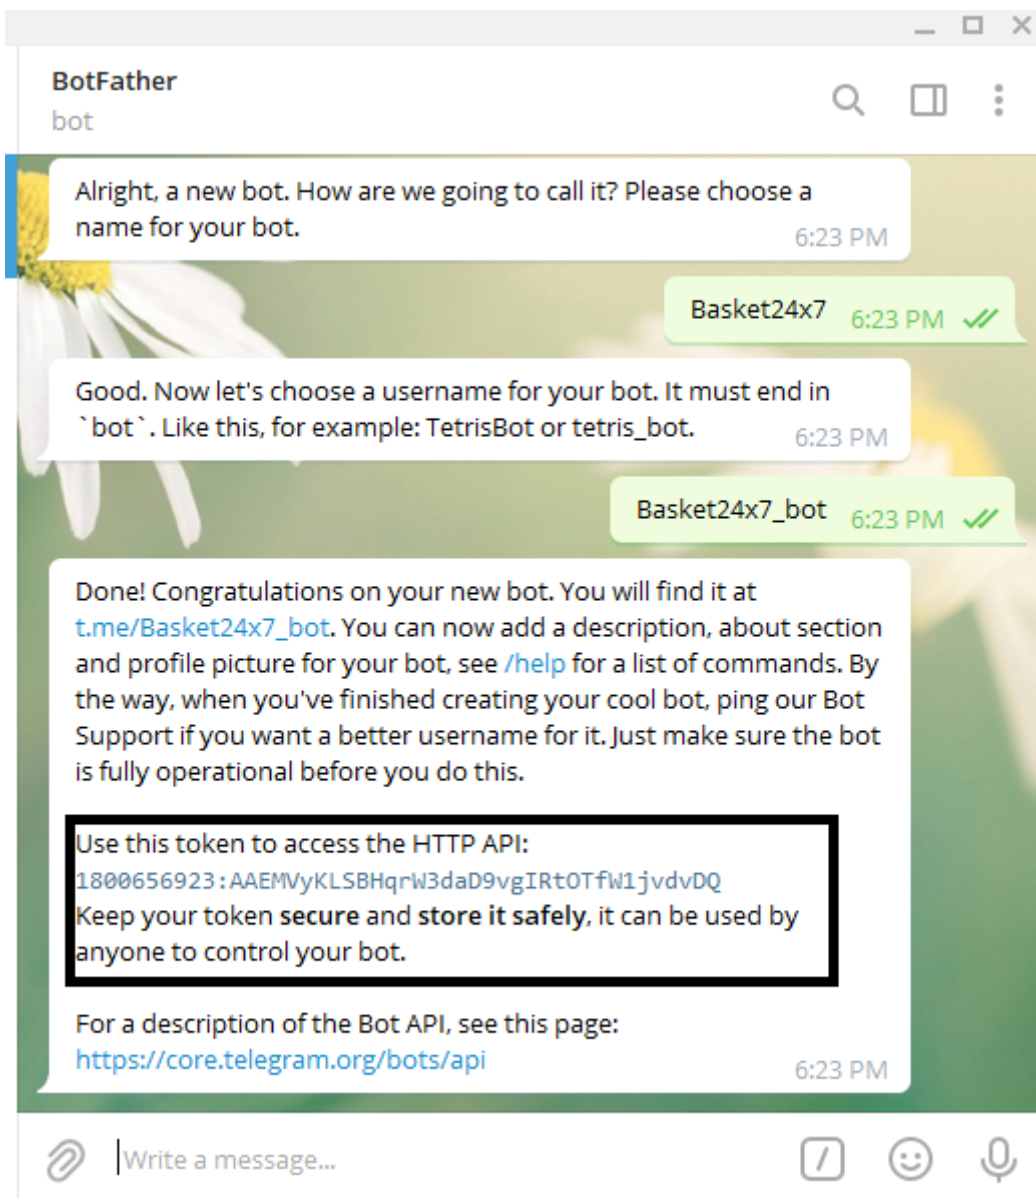 BotFather
bot
Alright, a new bot. How are we going to call it? Please choose a
name for your bot.
6:23 PM
Basket24x7 6:23 PM
Good. Now let's choose a username for your bot. It must end in
`bot`. Like this, for example: TetrisBot or tetris_bot.
6:23 PM
Basket24x7_bot 6:23 PM
Done! Congratulations on your new bot. You will find it at
t.me/Basket24x7_bot. You can now add a description, about section
and profile picture for your bot, see /help for a list of commands. By
the way, when you've finished creating your cool bot, ping our Bot
Support if you want a better username for it. Just make sure the bot
is fully operational before you do this.
Use this token to access the HTTP API:
1800656923:AAEMVyKLSBHqrW3daD9vgIRtOTfW1jvdvDQ
Keep your token secure and store it safely, it can be used by
anyone to control your bot.
For a description of the Bot API, see this page:
https://core.telegram.org/bots/api
6:23 PM
Write a message...